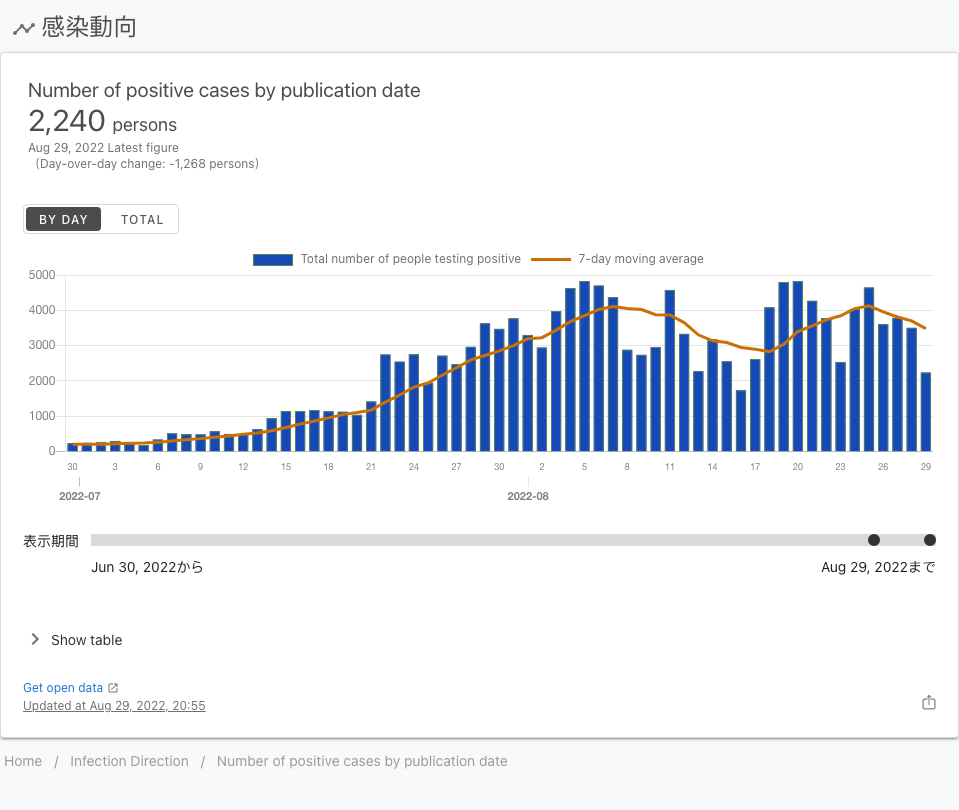 感染動向
Number of positive cases by publication date
2,240 persons
Aug 29, 2022 Latest figure
（Day-over-day change: -1,268 persons）
BY DAY TOTAL
Total number of people testing positive 7-day moving average
5000
4000
3000
2000
1000
0
30 3 6 9 12 15 18 21 24 27 30 2 5 8 11 14 17 20 23 26 29
2022-07 2022-08
表示期間
Jun 30, 2022から Aug 29, 2022まで
Show table
Get open data
Updated at Aug 29, 2022, 20:55
Home / Infection Direction / Number of positive cases by publication date